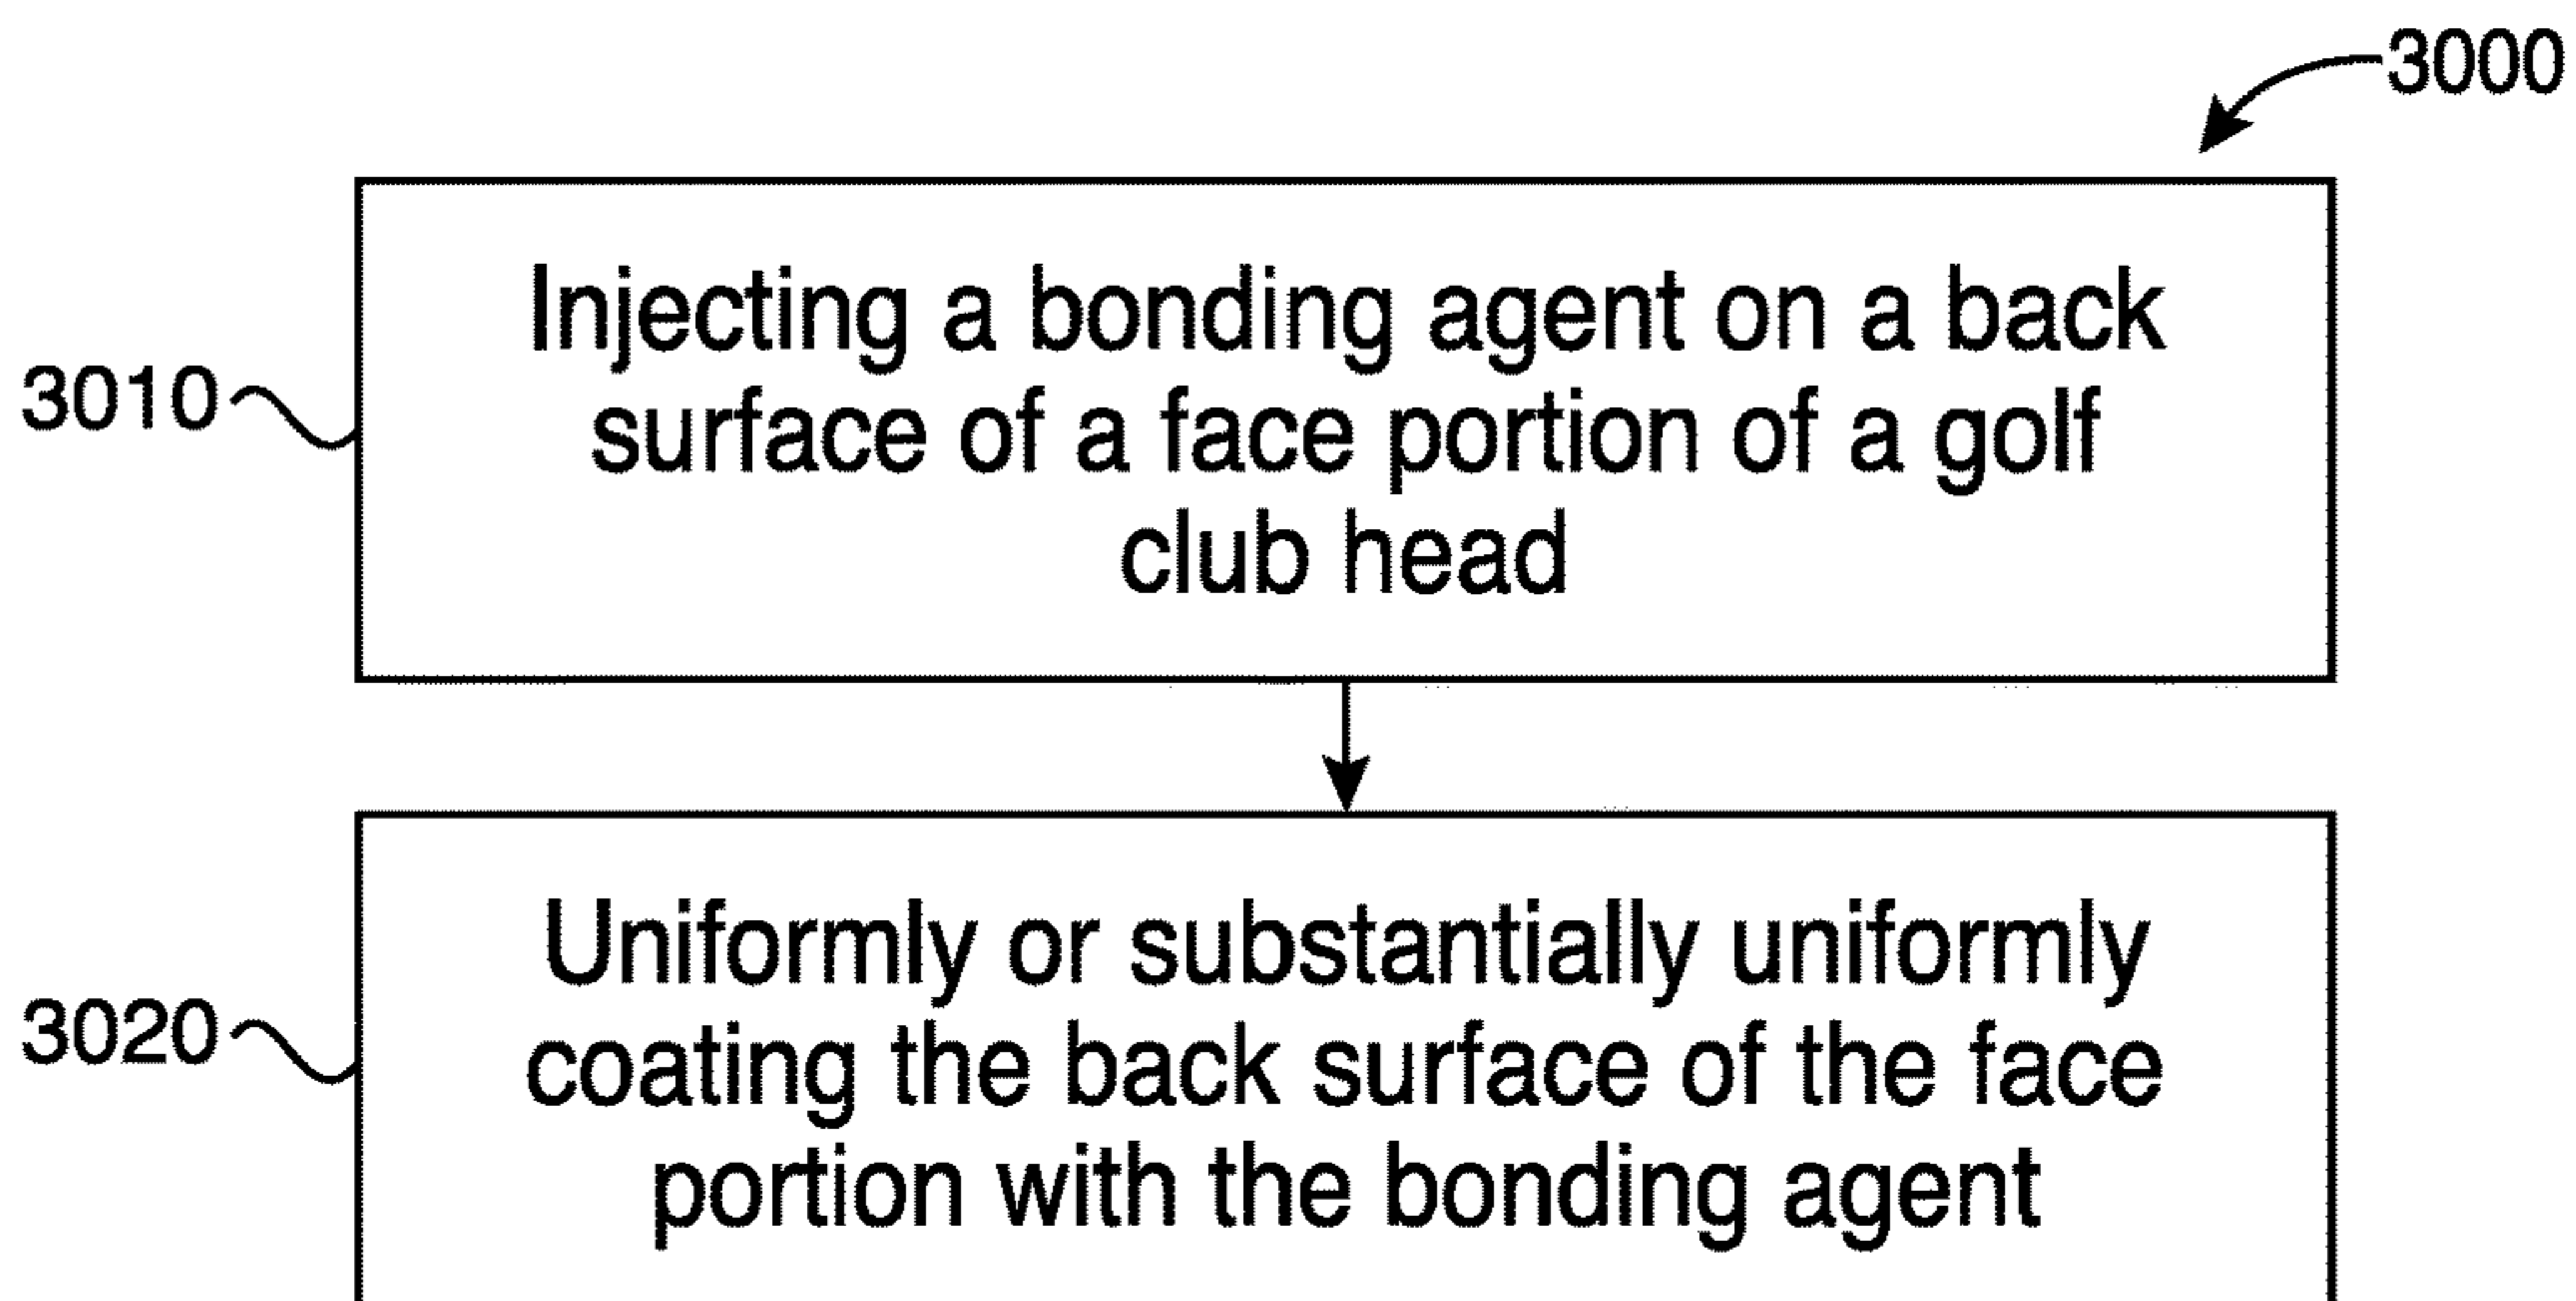 3000
Injecting a bonding agent on a back
surface of a face portion of a golf
club head
3010
Uniformly or substantially uniformly
coating the back surface of the face
portion with the bonding agent
3020